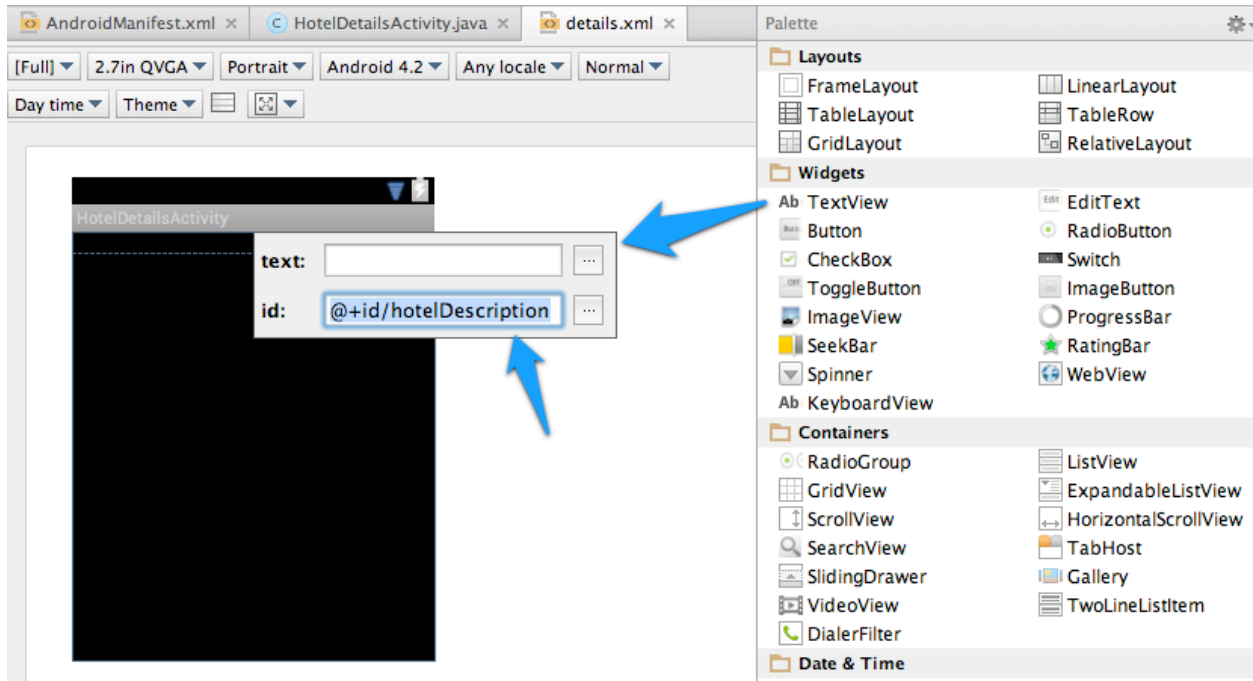 AndroidManifest.xml HotelDetailsActivity.java details.xml
[Full] 2.7in QVGA Portrait Android 4.2 Any locale Normal
Day time Theme
HotelDetailsActivity
text: ...
id: @+id/hotelDescription ...
Palette
Layouts
FrameLayout LinearLayout
TableLayout TableRow
GridLayout RelativeLayout
Widgets
Ab TextView Edit EditText
Button RadioButton
CheckBox Switch
OFF ToggleButton ImageButton
ImageView ProgressBar
SeekBar RatingBar
Spinner WebView
Ab KeyboardView
Containers
RadioGroup ListView
GridView ExpandableListView
ScrollView HorizontalScrollView
SearchView TabHost
SlidingDrawer Gallery
VideoView TwoLineListItem
DialerFilter
Date & Time